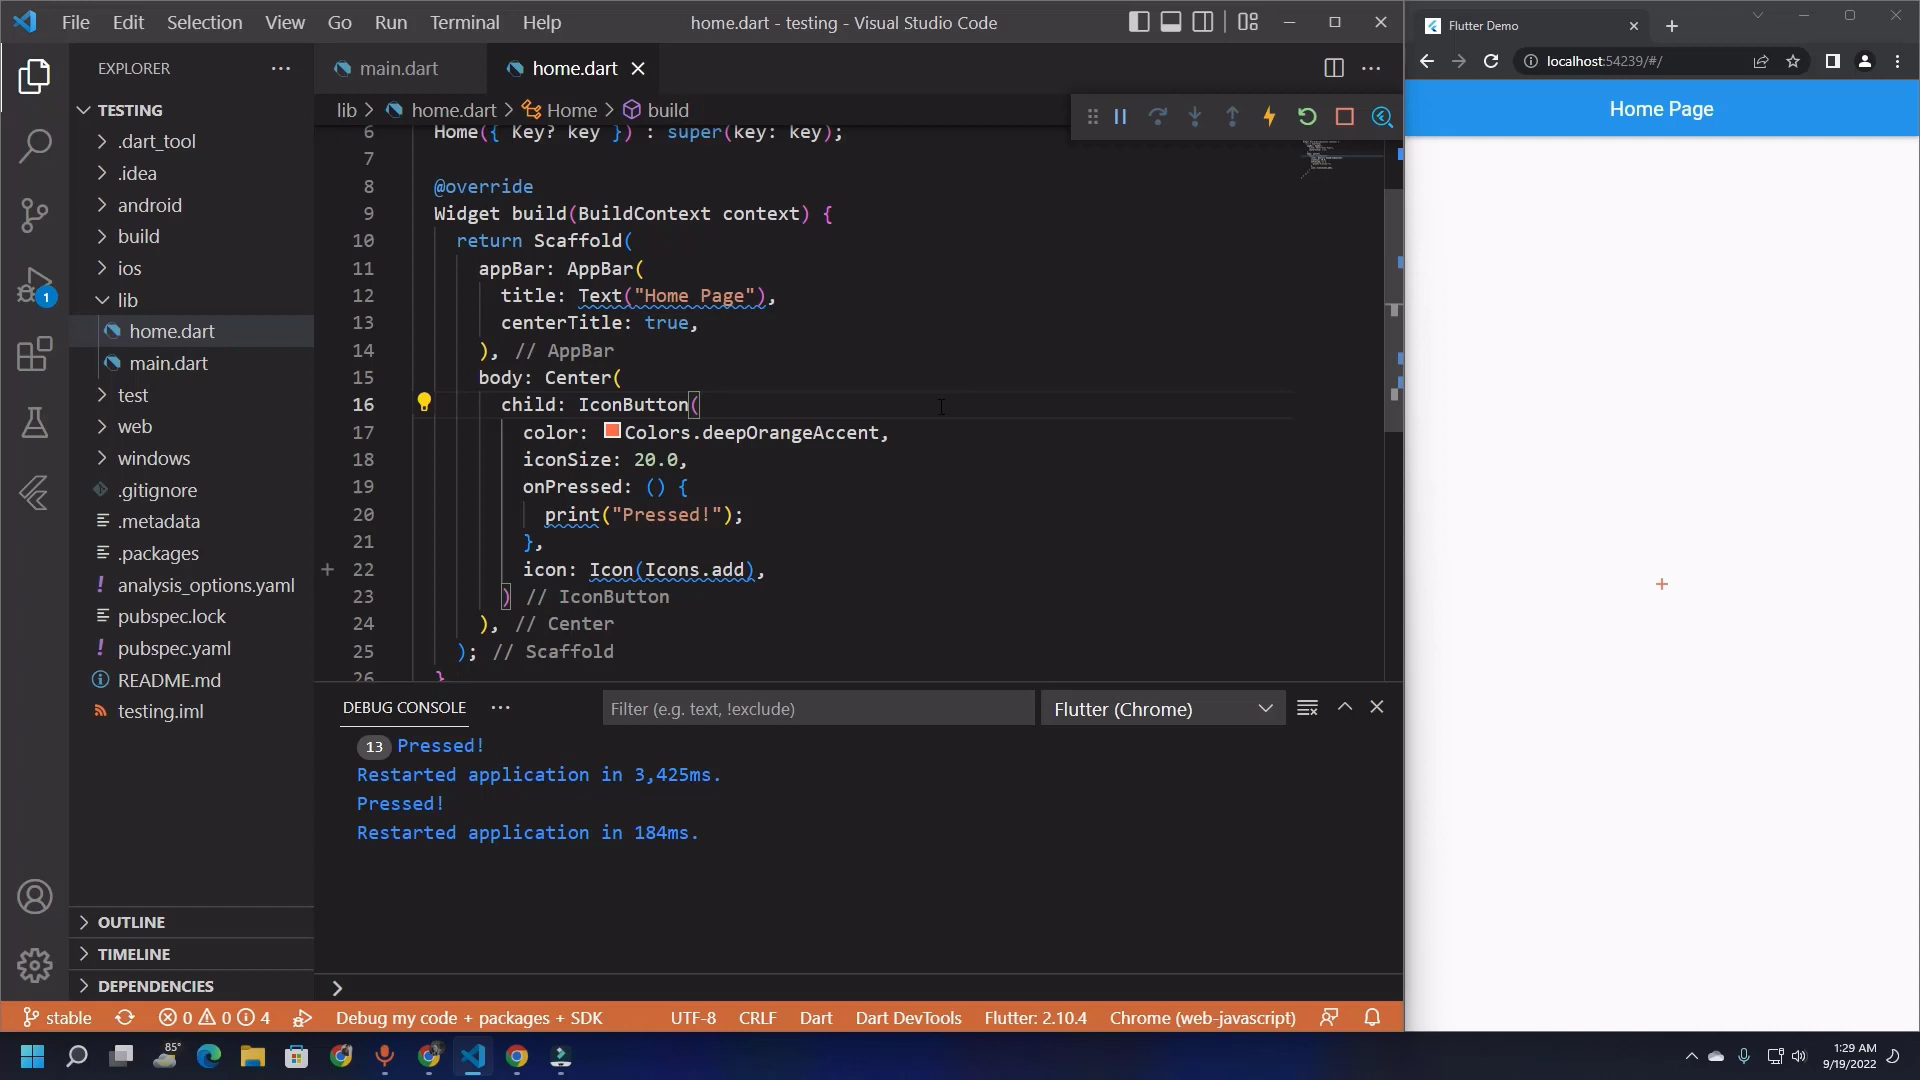 File Edit Selection View Go Run Terminal Help
home.dart - testing - Visual Studio Code
EXPLORER
TESTING
.dart_tool
.idea
android
build
ios
lib
home.dart
main.dart
test
web
windows
.gitignore
.metadata
.packages
! analysis_options.yaml
pubspec.lock
! pubspec.yaml
README.md
testing.iml
OUTLINE
TIMELINE
DEPENDENCIES
1
main.dart
home.dart
lib > home.dart > Home > build
6 Home({ Key? key }) : super(key: key);
7
8 @override
9 Widget build(BuildContext context) {
10 return Scaffold(
11 appBar: AppBar(
12 title: Text("Home Page"),
13 centerTitle: true,
14 ), // AppBar
15 body: Center(
16 child: IconButton(
17 color: Colors.deepOrangeAccent,
18 iconSize: 20.0,
19 onPressed: () {
20 print("Pressed!");
21 },
22 icon: Icon(Icons.add),
23 ) // IconButton
24 ), // Center
25 ); // Scaffold
26 }
DEBUG CONSOLE
Filter (e.g. text, !exclude)
Flutter (Chrome)
13 Pressed!
Restarted application in 3,425ms.
Pressed!
Restarted application in 184ms.
>
stable 0 0 4 Debug my code + packages + SDK UTF-8 CRLF Dart Dart DevTools Flutter: 2.10.4 Chrome (web-javascript)
Flutter Demo
localhost:54239/#/
Home Page
85°
1:29 AM
9/19/2022